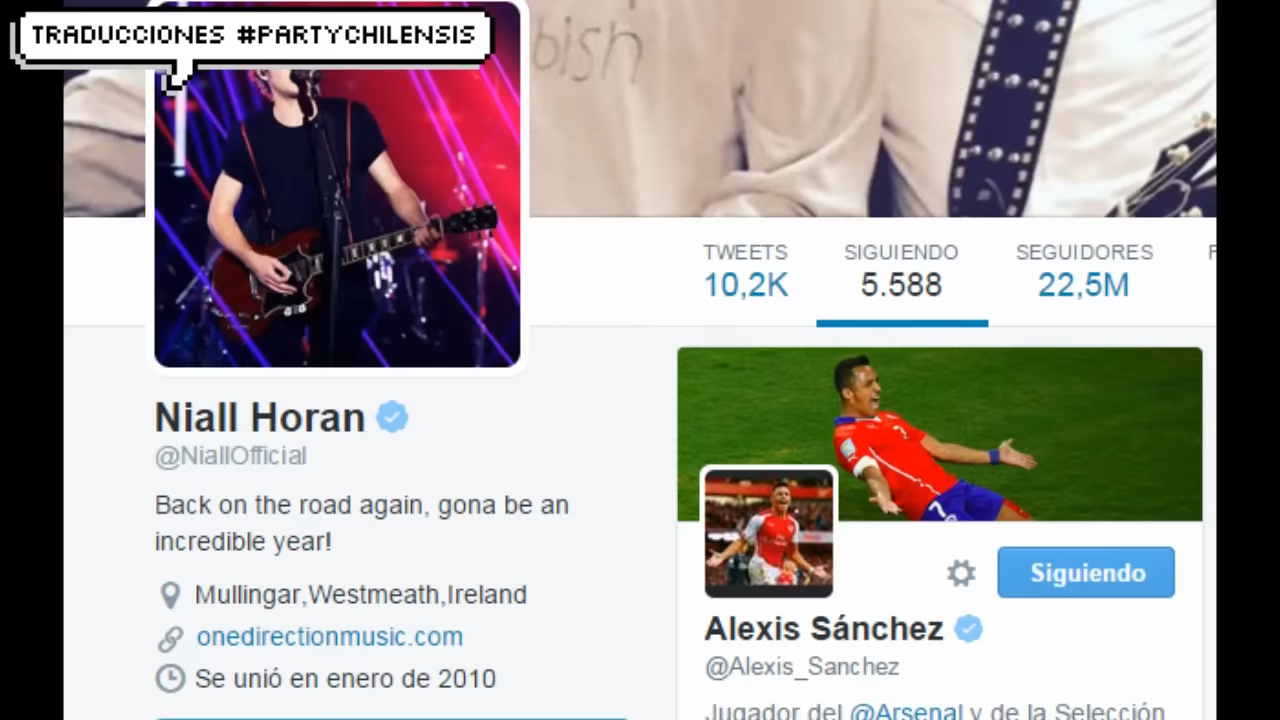 TRADUCCIONES #PARTYCHILENSIS
bish
TWEETS
10,2K
SIGUIENDO
5.588
SEGUIDORES
22,5M
Niall Horan
@NiallOfficial
Back on the road again, gona be an
incredible year!
Mullingar,Westmeath,Ireland
onedirectionmusic.com
Se unió en enero de 2010
7
Siguiendo
Alexis Sánchez
@Alexis_Sanchez
Jugador del @Arsenal y de la Selección